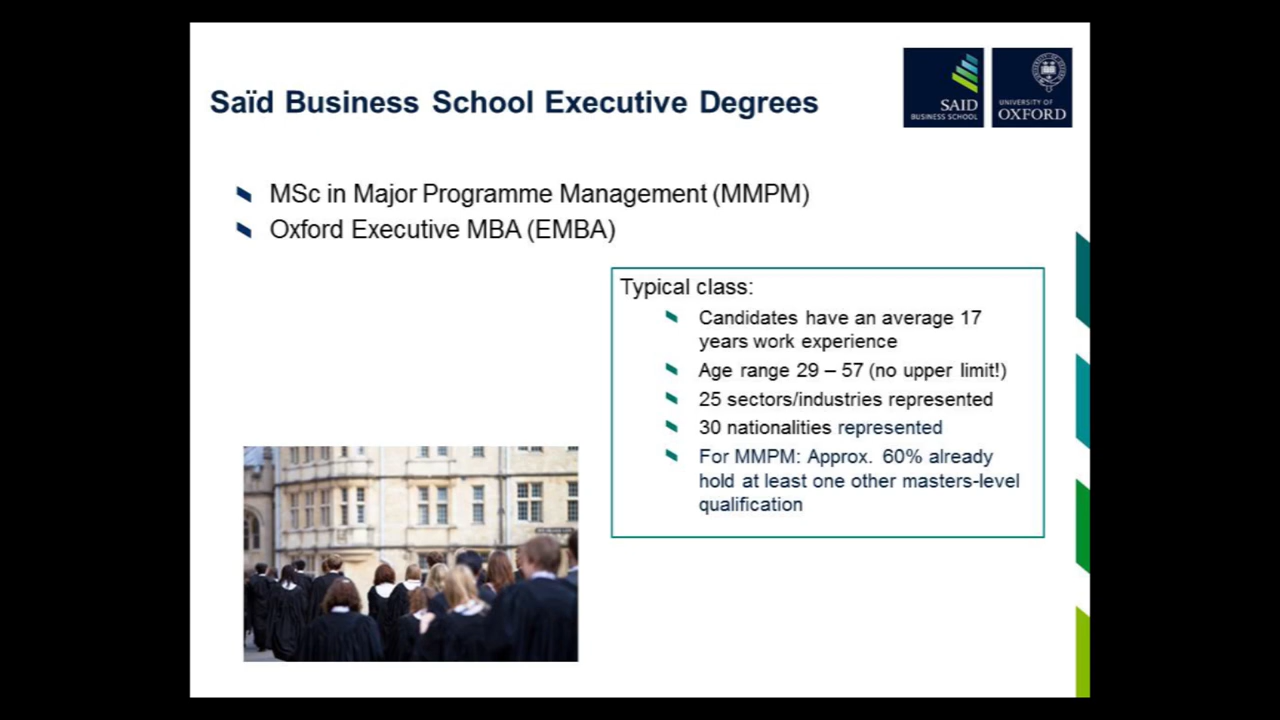 Saïd Business School Executive Degrees
SAID
BUSINESS SCHOOL
UNIVERSITY OF
OXFORD
MSc in Major Programme Management (MMPM)
Oxford Executive MBA (EMBA)
Typical class:
Candidates have an average 17
years work experience
Age range 29 – 57 (no upper limit!)
25 sectors/industries represented
30 nationalities represented
For MMPM: Approx. 60% already
hold at least one other masters-level
qualification